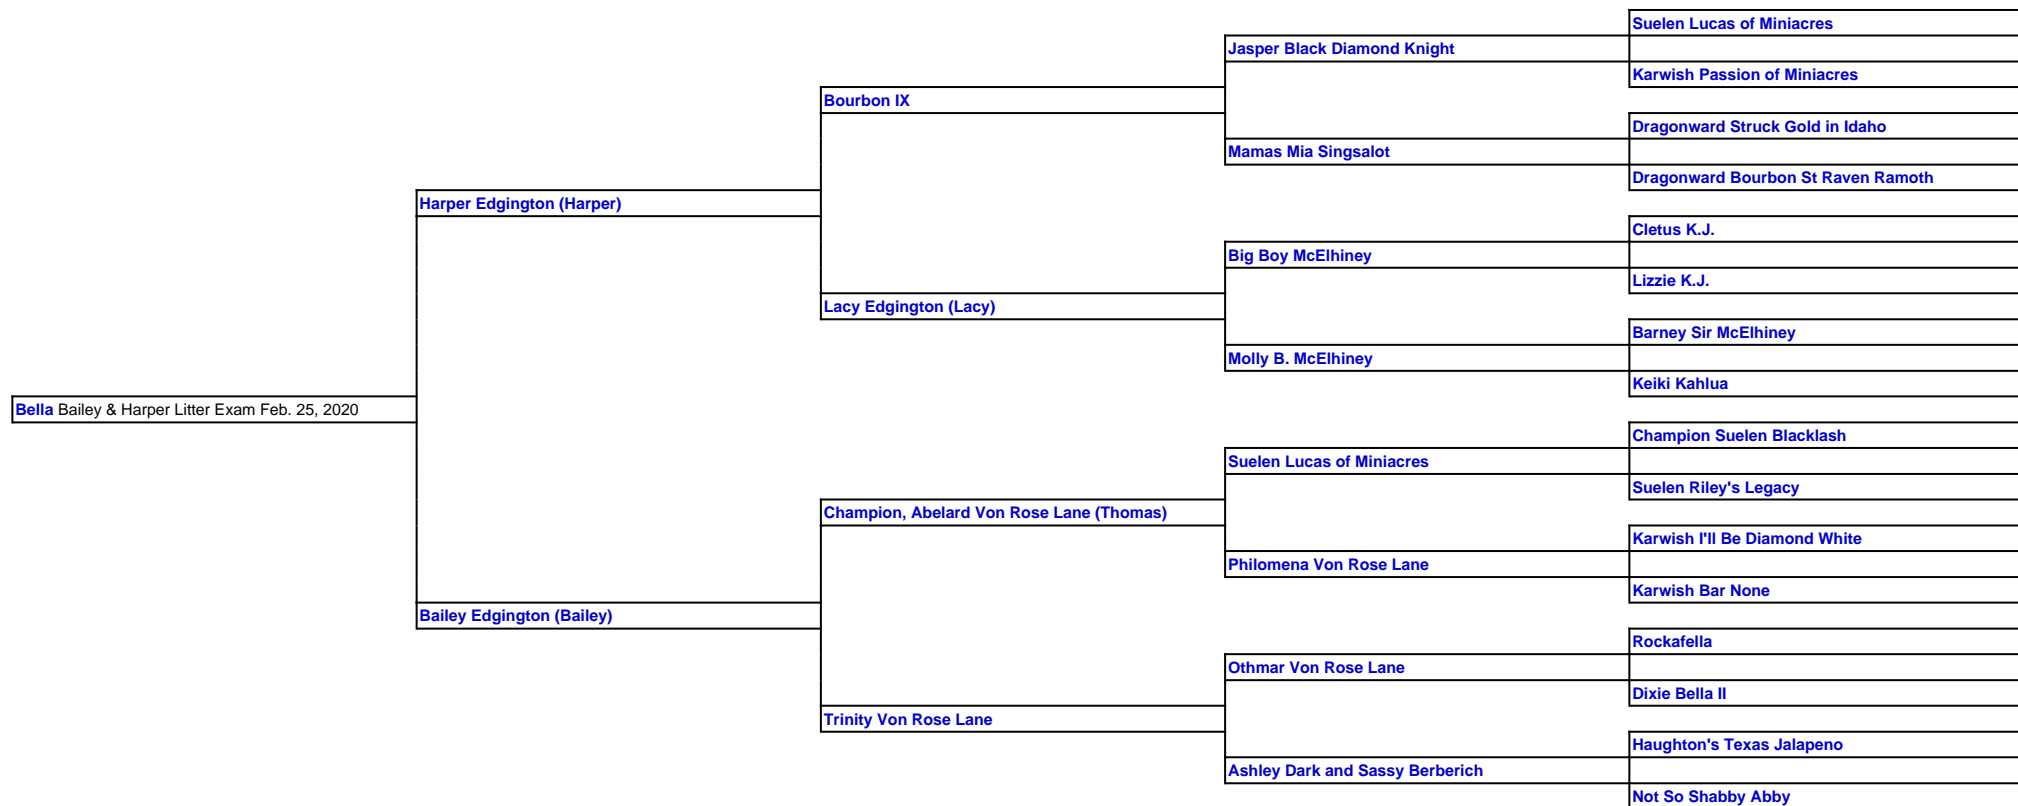 Suelen Lucas of Miniacres
Jasper Black Diamond Knight
Karwish Passion of Miniacres
Bourbon IX
Dragonward Struck Gold in Idaho
Mamas Mia Singsalot
Dragonward Bourbon St Raven Ramoth
Harper Edgington (Harper)
Cletus K.J.
Big Boy McElhiney
Lizzie K.J.
Lacy Edgington (Lacy)
Barney Sir McElhiney
Molly B. McElhiney
Keiki Kahlua
Bella Bailey & Harper Litter Exam Feb. 25, 2020
Champion Suelen Blacklash
Suelen Lucas of Miniacres
Suelen Riley's Legacy
Champion, Abelard Von Rose Lane (Thomas)
Karwish I'll Be Diamond White
Philomena Von Rose Lane
Karwish Bar None
Bailey Edgington (Bailey)
Rockafella
Othmar Von Rose Lane
Dixie Bella II
Trinity Von Rose Lane
Haughton's Texas Jalapeno
Ashley Dark and Sassy Berberich
Not So Shabby Abby